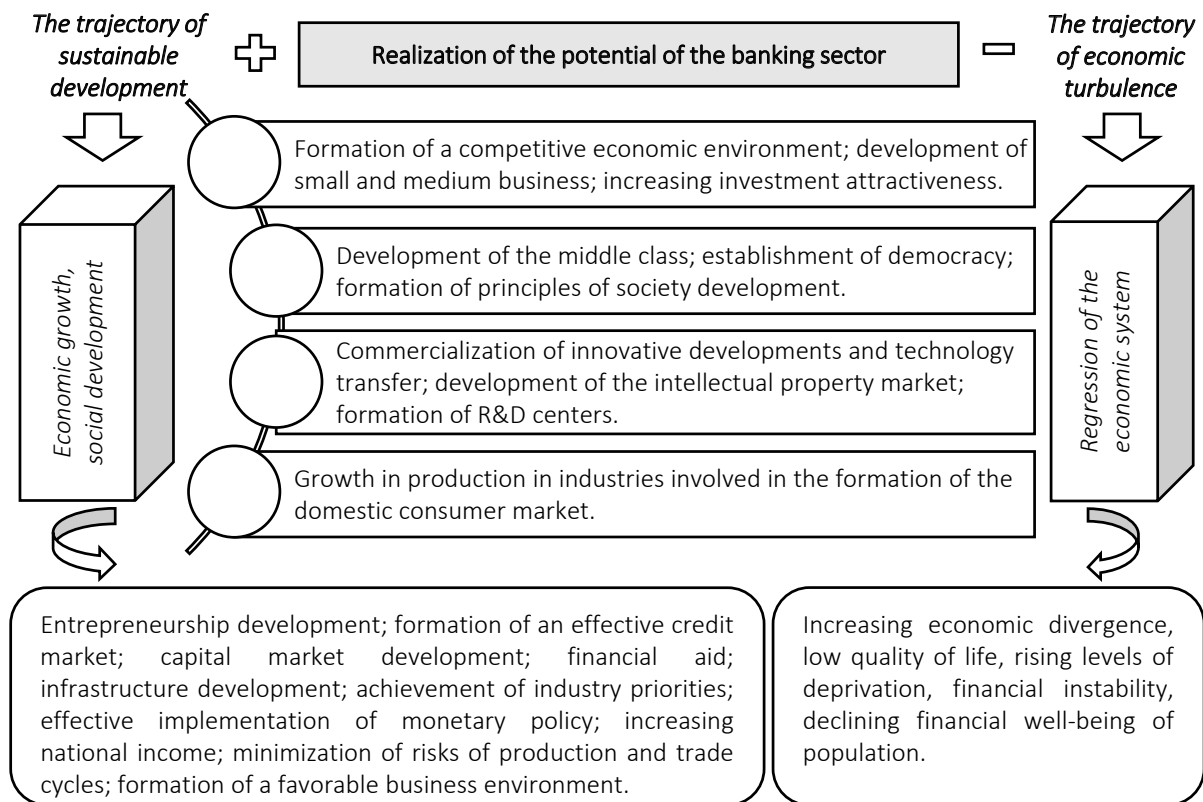 The trajectory of
sustainable
development
Realization of the potential of the banking sector
The trajectory
of economic
turbulence
Formation of a competitive economic environment; development of
small and medium business; increasing investment attractiveness.
Development of the middle class; establishment of democracy;
formation of principles of society development.
Commercialization of innovative developments and technology
transfer; development of the intellectual property market;
formation of R&D centers.
Growth in production in industries involved in the formation of the
domestic consumer market.
Economic growth,
social development
Regression of the
economic system
Entrepreneurship development; formation of an effective credit
market; capital market development; financial aid;
infrastructure development; achievement of industry priorities;
effective implementation of monetary policy; increasing
national income; minimization of risks of production and trade
cycles; formation of a favorable business environment.
Increasing economic divergence,
low quality of life, rising levels of
deprivation, financial instability,
declining financial well-being of
population.